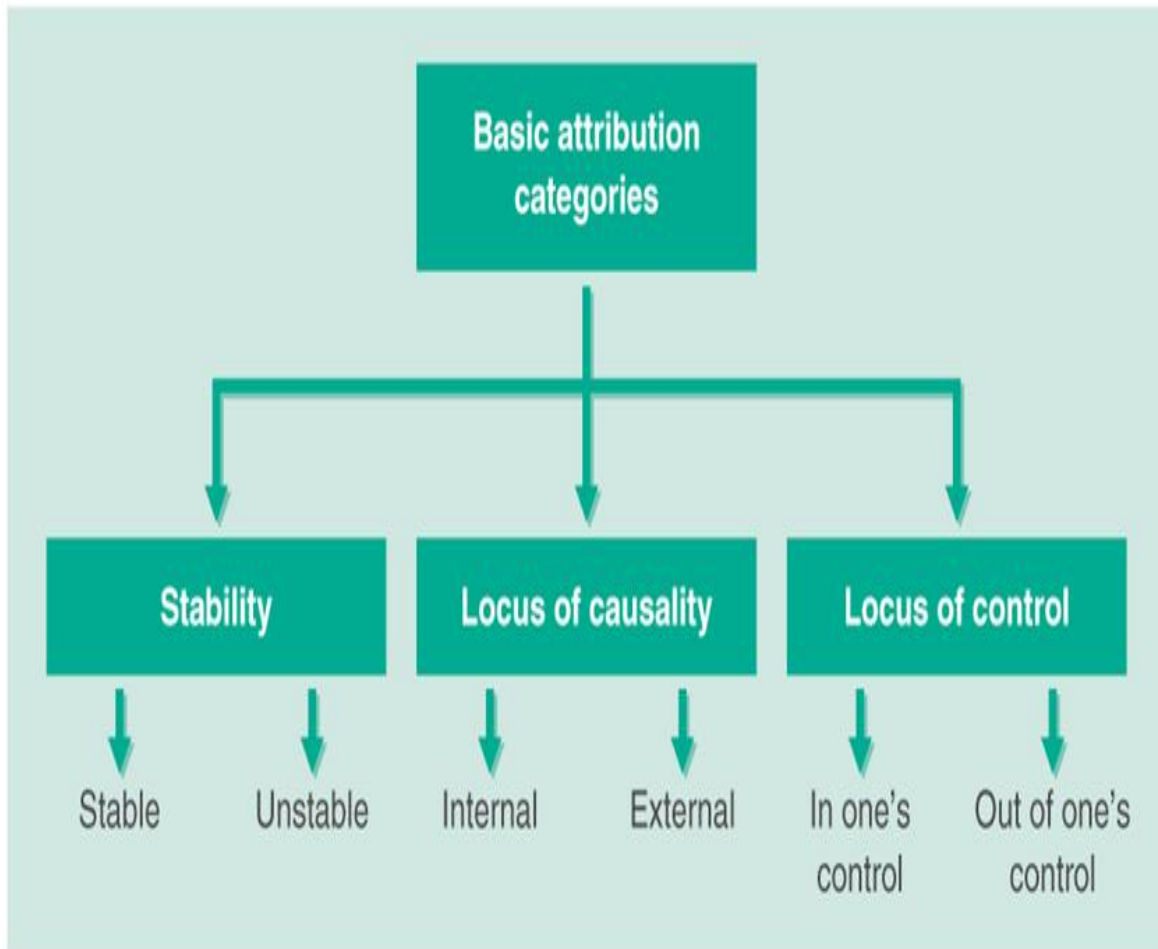 Basic attribution
categories
Stability
Locus of causality
Locus of control
Stable
Unstable
Internal
External
In one's
control
Out of one's
control